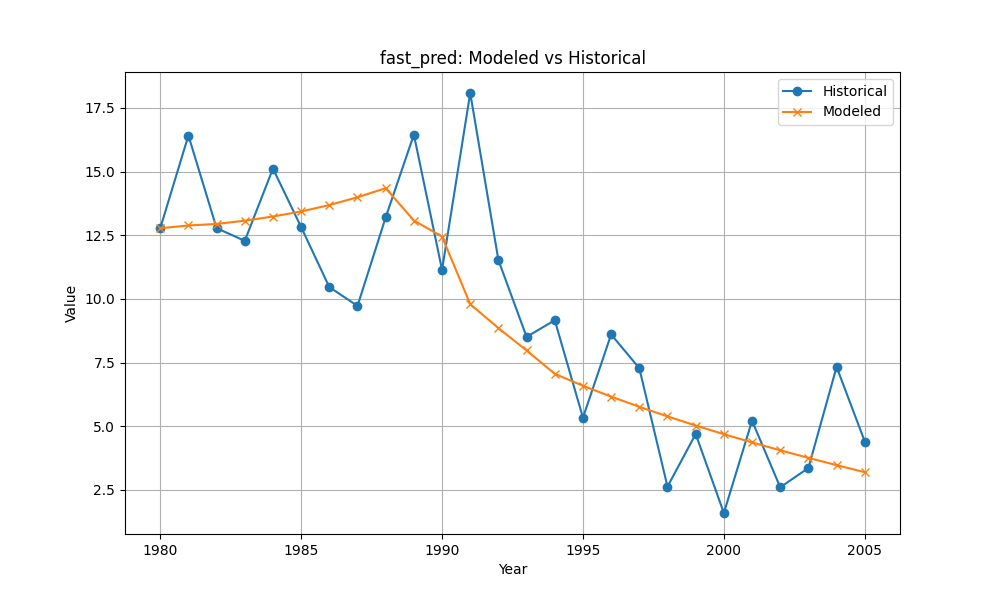 fast_pred: Modeled vs Historical
Historical
Modeled
17.5
15.0
12.5
10.0
7.5
5.0
2.5
Value
1980 1985 1990 1995 2000 2005
Year